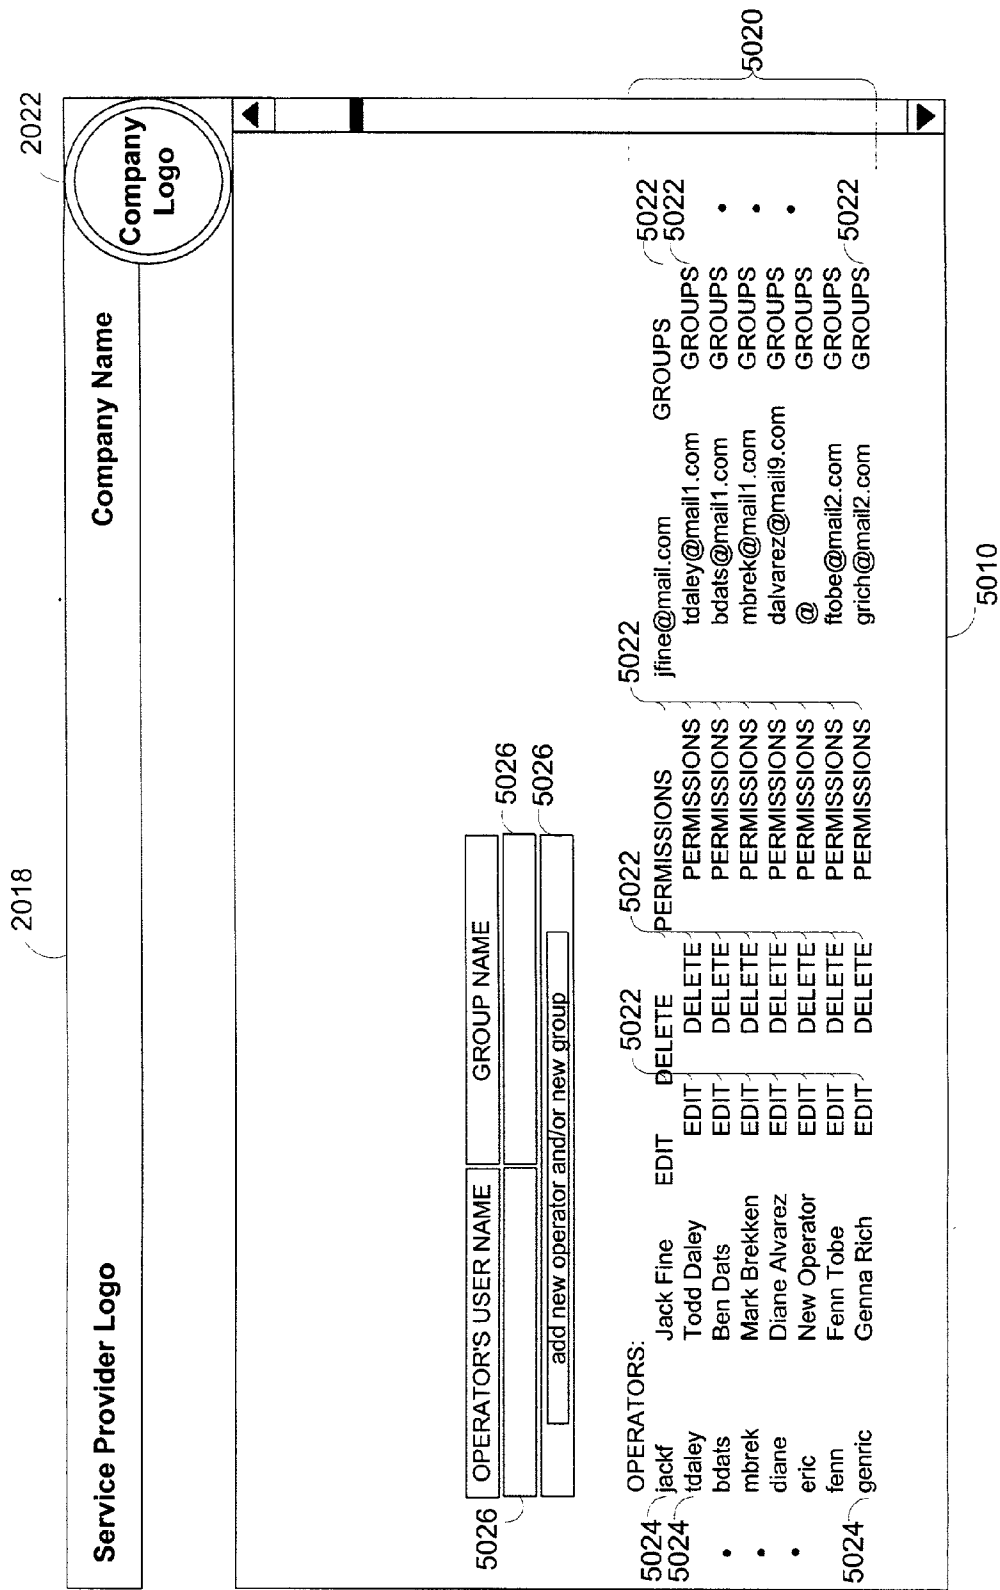 2018
2022
Service Provider Logo
Company Name
Company
Logo
OPERATOR'S USER NAME GROUP NAME
5026
5026
add new operator and/or new group
5026
OPERATORS:
5022 5022 5022 5022
5022
5024 jackf Jack Fine EDIT DELETE PERMISSIONS jfine@mail.com GROUPS
5024 tdaley Todd Daley EDIT DELETE PERMISSIONS tdaley@mail1.com GROUPS
bdats Ben Dats EDIT DELETE PERMISSIONS bdats@mail1.com GROUPS
mbrek Mark Brekken EDIT DELETE PERMISSIONS mbrek@mail1.com GROUPS
diane Diane Alvarez EDIT DELETE PERMISSIONS dalvarez@mail9.com GROUPS
eric New Operator EDIT DELETE PERMISSIONS @ GROUPS
fenn Fenn Tobe EDIT DELETE PERMISSIONS ftobe@mail2.com GROUPS
5024 genric Genna Rich EDIT DELETE PERMISSIONS grich@mail2.com GROUPS 5022
5020
5010